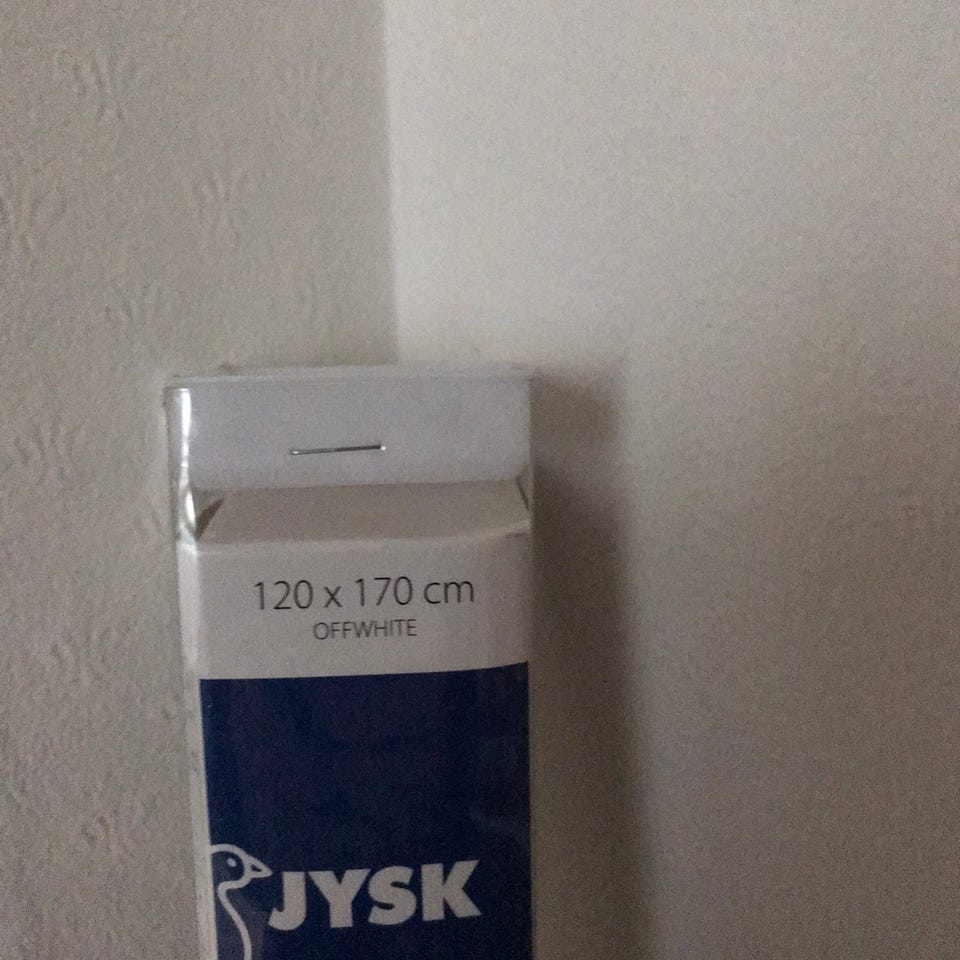 120 x 170 cm
OFFWHITE
JYSK